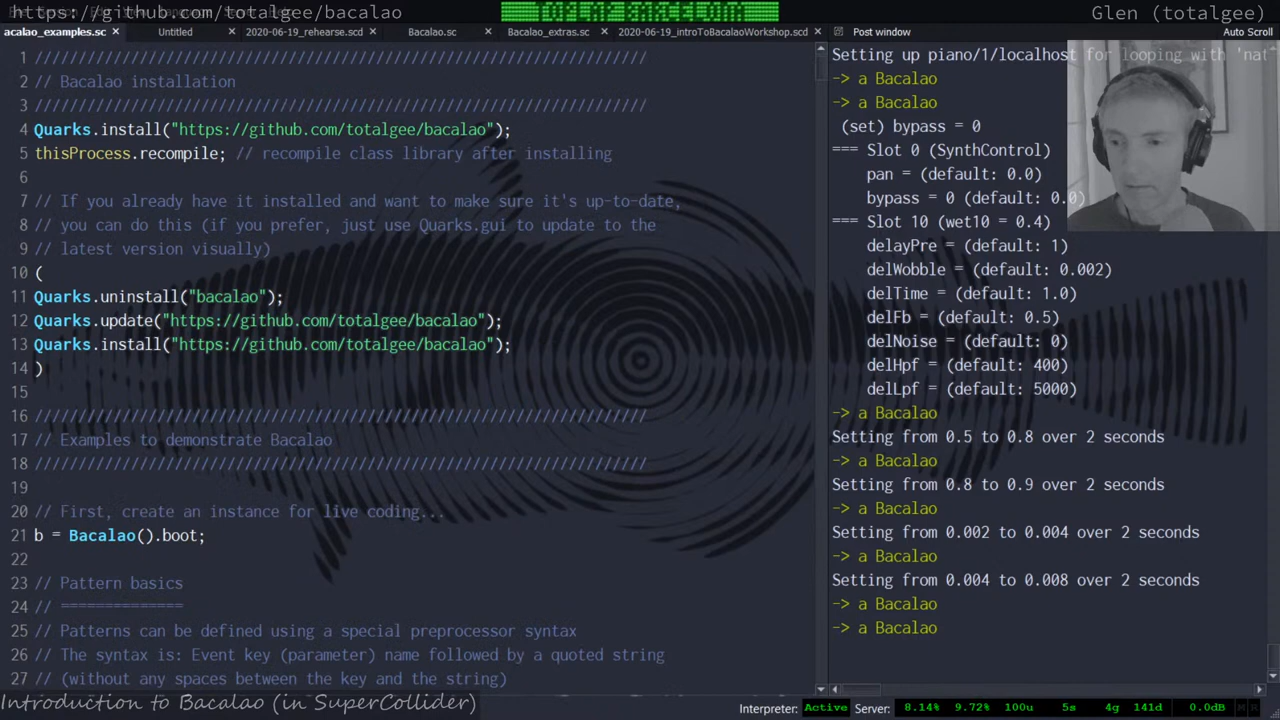 https://github.com/totalgee/bacalao
Glen (totalgee)
acalao_examples.sc
Untitled
2020-06-19_rehearse.scd
Bacalao.sc
Bacalao_extras.sc
2020-06-19_introToBacalaoWorkshop.scd
Post window
Auto Scroll
1 ////////////////////////////////////////////////////////////////////////
2 // Bacalao installation
3 ////////////////////////////////////////////////////////////////////////
4 Quarks.install("https://github.com/totalgee/bacalao");
5 thisProcess.recompile; // recompile class library after installing
6
7 // If you already have it installed and want to make sure it's up-to-date,
8 // you can do this (if you prefer, just use Quarks.gui to update to the
9 // latest version visually)
10 (
11 Quarks.uninstall("bacalao");
12 Quarks.update("https://github.com/totalgee/bacalao");
13 Quarks.install("https://github.com/totalgee/bacalao");
14 )
15
16 ////////////////////////////////////////////////////////////////////////
17 // Examples to demonstrate Bacalao
18 ////////////////////////////////////////////////////////////////////////
19
20 // First, create an instance for live coding...
21 b = Bacalao().boot;
22
23 // Pattern basics
24 // ==============
25 // Patterns can be defined using a special preprocessor syntax
26 // The syntax is: Event key (parameter) name followed by a quoted string
27 // (without any spaces between the key and the string)
Setting up piano/1/localhost for looping with 'nat
-> a Bacalao
-> a Bacalao
(set) bypass = 0
=== Slot 0 (SynthControl)
pan = (default: 0.0)
bypass = 0 (default: 0.0)
=== Slot 10 (wet10 = 0.4)
delayPre = (default: 1)
delWobble = (default: 0.002)
delTime = (default: 1.0)
delFb = (default: 0.5)
delNoise = (default: 0)
delHpf = (default: 400)
delLpf = (default: 5000)
-> a Bacalao
Setting from 0.5 to 0.8 over 2 seconds
-> a Bacalao
Setting from 0.8 to 0.9 over 2 seconds
-> a Bacalao
Setting from 0.002 to 0.004 over 2 seconds
-> a Bacalao
Setting from 0.004 to 0.008 over 2 seconds
-> a Bacalao
-> a Bacalao
Introduction to Bacalao (in SuperCollider)
Interpreter: Active Server: 8.14% 9.72% 100u 5s 4g 141d 0.0dB M R